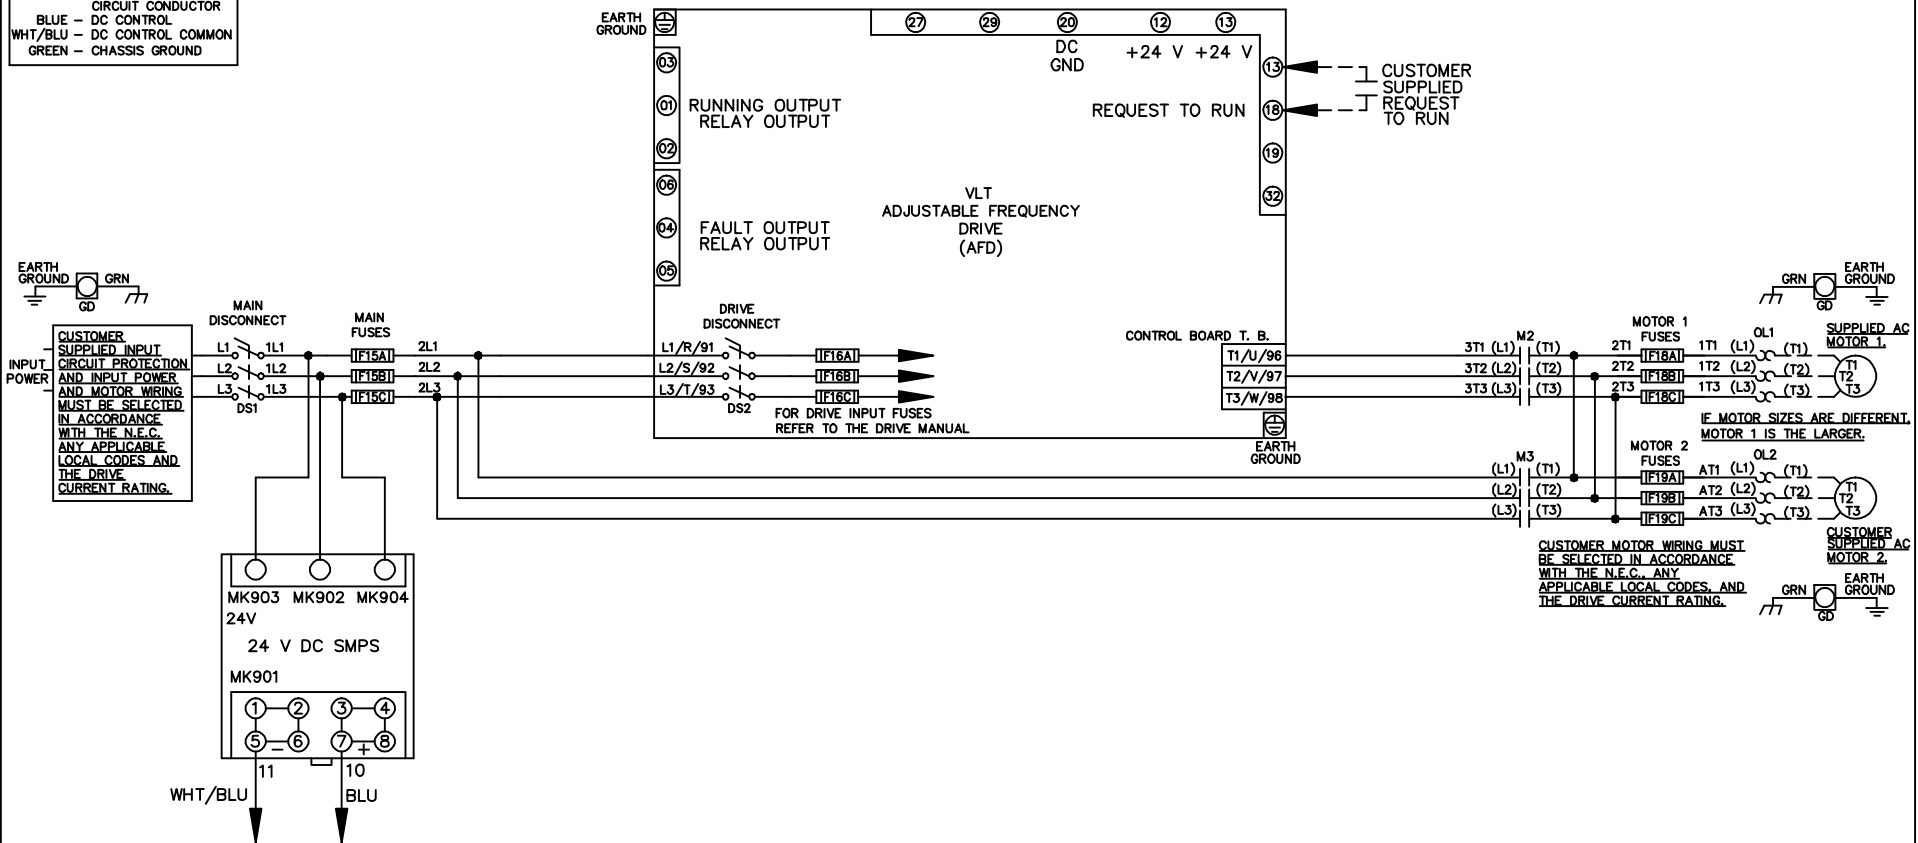 CIRCUIT CONDUCTOR
BLUE – DC CONTROL
WHT/BLU – DC CONTROL COMMON
GREEN – CHASSIS GROUND
EARTH
GROUND
27
29
20
12
13
DC
GND
+24 V
+24 V
03
01
02
RUNNING OUTPUT
RELAY OUTPUT
06
04
05
FAULT OUTPUT
RELAY OUTPUT
13
18
19
32
REQUEST TO RUN
CUSTOMER
SUPPLIED
REQUEST
TO RUN
VLT
ADJUSTABLE FREQUENCY
DRIVE
(AFD)
EARTH
GROUND
GRN
GD
INPUT
POWER
CUSTOMER
SUPPLIED INPUT
CIRCUIT PROTECTION
AND INPUT POWER
AND MOTOR WIRING
MUST BE SELECTED
IN ACCORDANCE
WITH THE N.E.C.
ANY APPLICABLE
LOCAL CODES AND
THE DRIVE
CURRENT RATING.
MAIN
DISCONNECT
L1
1L1
L2
1L2
L3
1L3
DS1
MAIN
FUSES
F15A
2L1
F15B
2L2
F15C
2L3
DRIVE
DISCONNECT
L1/R/91
L2/S/92
L3/T/93
DS2
F16A
F16B
F16C
FOR DRIVE INPUT FUSES
REFER TO THE DRIVE MANUAL
CONTROL BOARD T. B.
T1/U/96
T2/V/97
T3/W/98
EARTH
GROUND
M2
3T1 (L1) (T1)
3T2 (L2) (T2)
3T3 (L3) (T3)
MOTOR 1
FUSES
2T1 F18A 1T1 (L1) (T1)
2T2 F18B 1T2 (L2) (T2)
2T3 F18C 1T3 (L3) (T3)
OL1
GRN
GD
EARTH
GROUND
SUPPLIED AC
MOTOR 1.
T1
T2
T3
IF MOTOR SIZES ARE DIFFERENT,
MOTOR 1 IS THE LARGER.
M3
(L1) (T1)
(L2) (T2)
(L3) (T3)
MOTOR 2
FUSES
F19A AT1 (L1) (T1)
F19B AT2 (L2) (T2)
F19C AT3 (L3) (T3)
OL2
T1
T2
T3
CUSTOMER
SUPPLIED AC
MOTOR 2.
CUSTOMER MOTOR WIRING MUST
BE SELECTED IN ACCORDANCE
WITH THE N.E.C., ANY
APPLICABLE LOCAL CODES, AND
THE DRIVE CURRENT RATING.
GRN
GD
EARTH
GROUND
MK903 MK902 MK904
24V
24 V DC SMPS
MK901
1 2 3 4
5 – 6 7 + 8
11
10
WHT/BLU
BLU